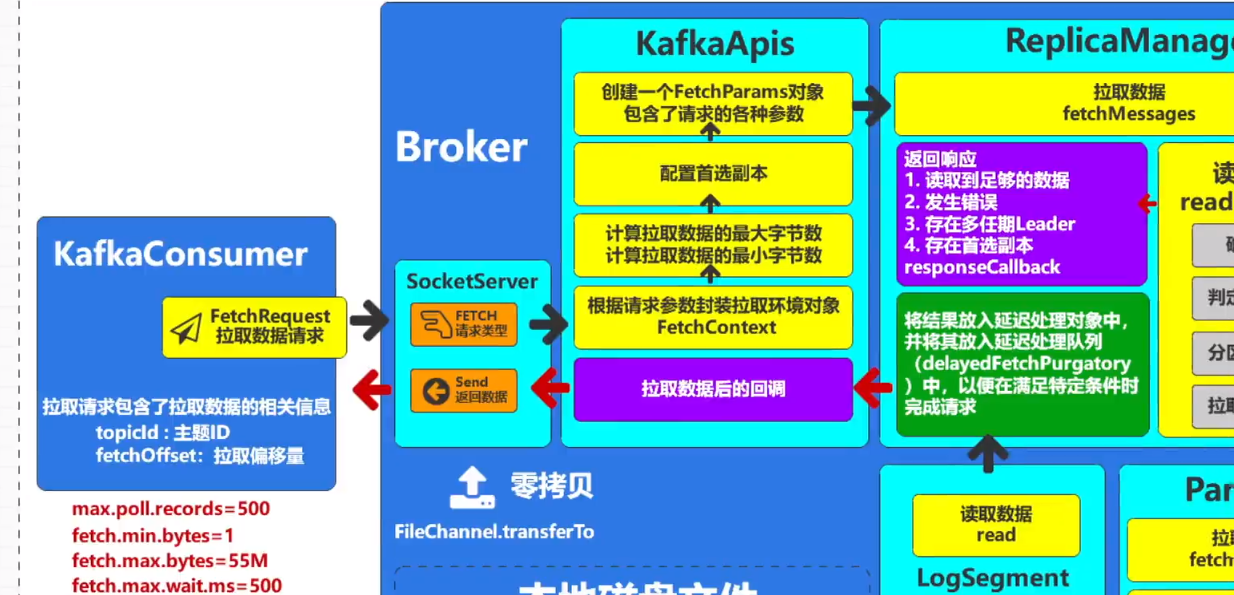 KafkaConsumer
FetchRequest
拉取数据请求
拉取请求包含了拉取数据的相关信息
topicId : 主题ID
fetchOffset：拉取偏移量
max.poll.records=500
fetch.min.bytes=1
fetch.max.bytes=55M
fetch.max.wait.ms=500
Broker
SocketServer
FETCH
请求类型
Send
返回数据
零拷贝
FileChannel.transferTo
本地磁盘文件
KafkaApis
创建一个FetchParams对象
包含了请求的各种参数
配置首选副本
计算拉取数据的最大字节数
计算拉取数据的最小字节数
根据请求参数封装拉取环境对象
FetchContext
拉取数据后的回调
ReplicaManag
拉取数据
fetchMessages
返回响应
1. 读取到足够的数据
2. 发生错误
3. 存在多任期Leader
4. 存在首选副本
responseCallback
将结果放入延迟处理对象中，
并将其放入延迟处理队列
（delayedFetchPurgatory
）中，以便在满足特定条件时
完成请求
读
read
判定
分区
拉取
读取数据
read
LogSegment
Par
拉
fetch